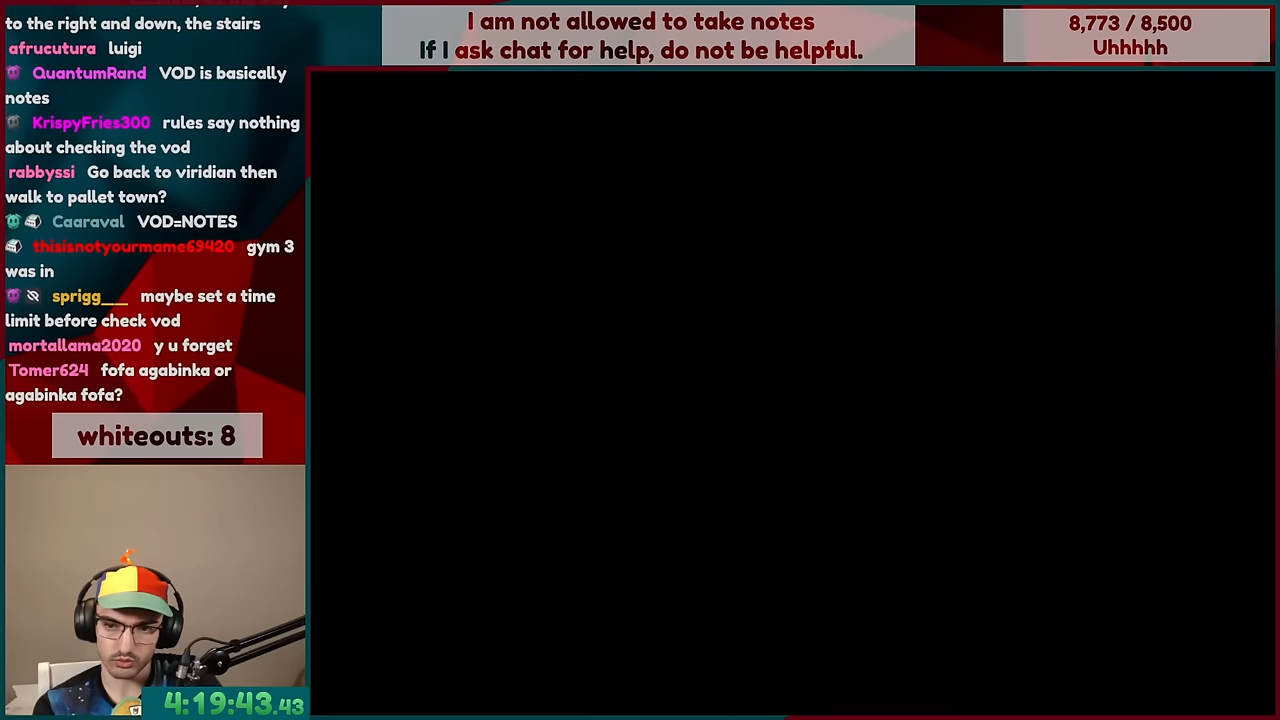 to the right and down, the stairs
afrucutura luigi
QuantumRand VOD is basically
notes
KrispyFries300 rules say nothing
about checking the vod
rabbyssi Go back to viridian then
walk to pallet town?
Caaraval VOD=NOTES
thisisnotyourmame69420 gym 3
was in
sprigg__ maybe set a time
limit before check vod
mortallama2020 y u forget
Tomer624 fofa agabinka or
agabinka fofa?
whiteouts: 8
4:19:43.43
I am not allowed to take notes
If I ask chat for help, do not be helpful.
8,773 / 8,500
Uhhhhh